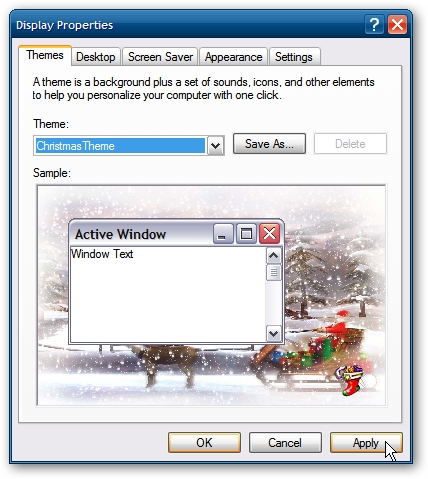 Display Properties
Themes Desktop Screen Saver Appearance Settings
A theme is a background plus a set of sounds, icons, and other elements
to help you personalize your computer with one click.
Theme:
ChristmasTheme Save As... Delete
Sample:
Active Window
Window Text
OK Cancel Apply